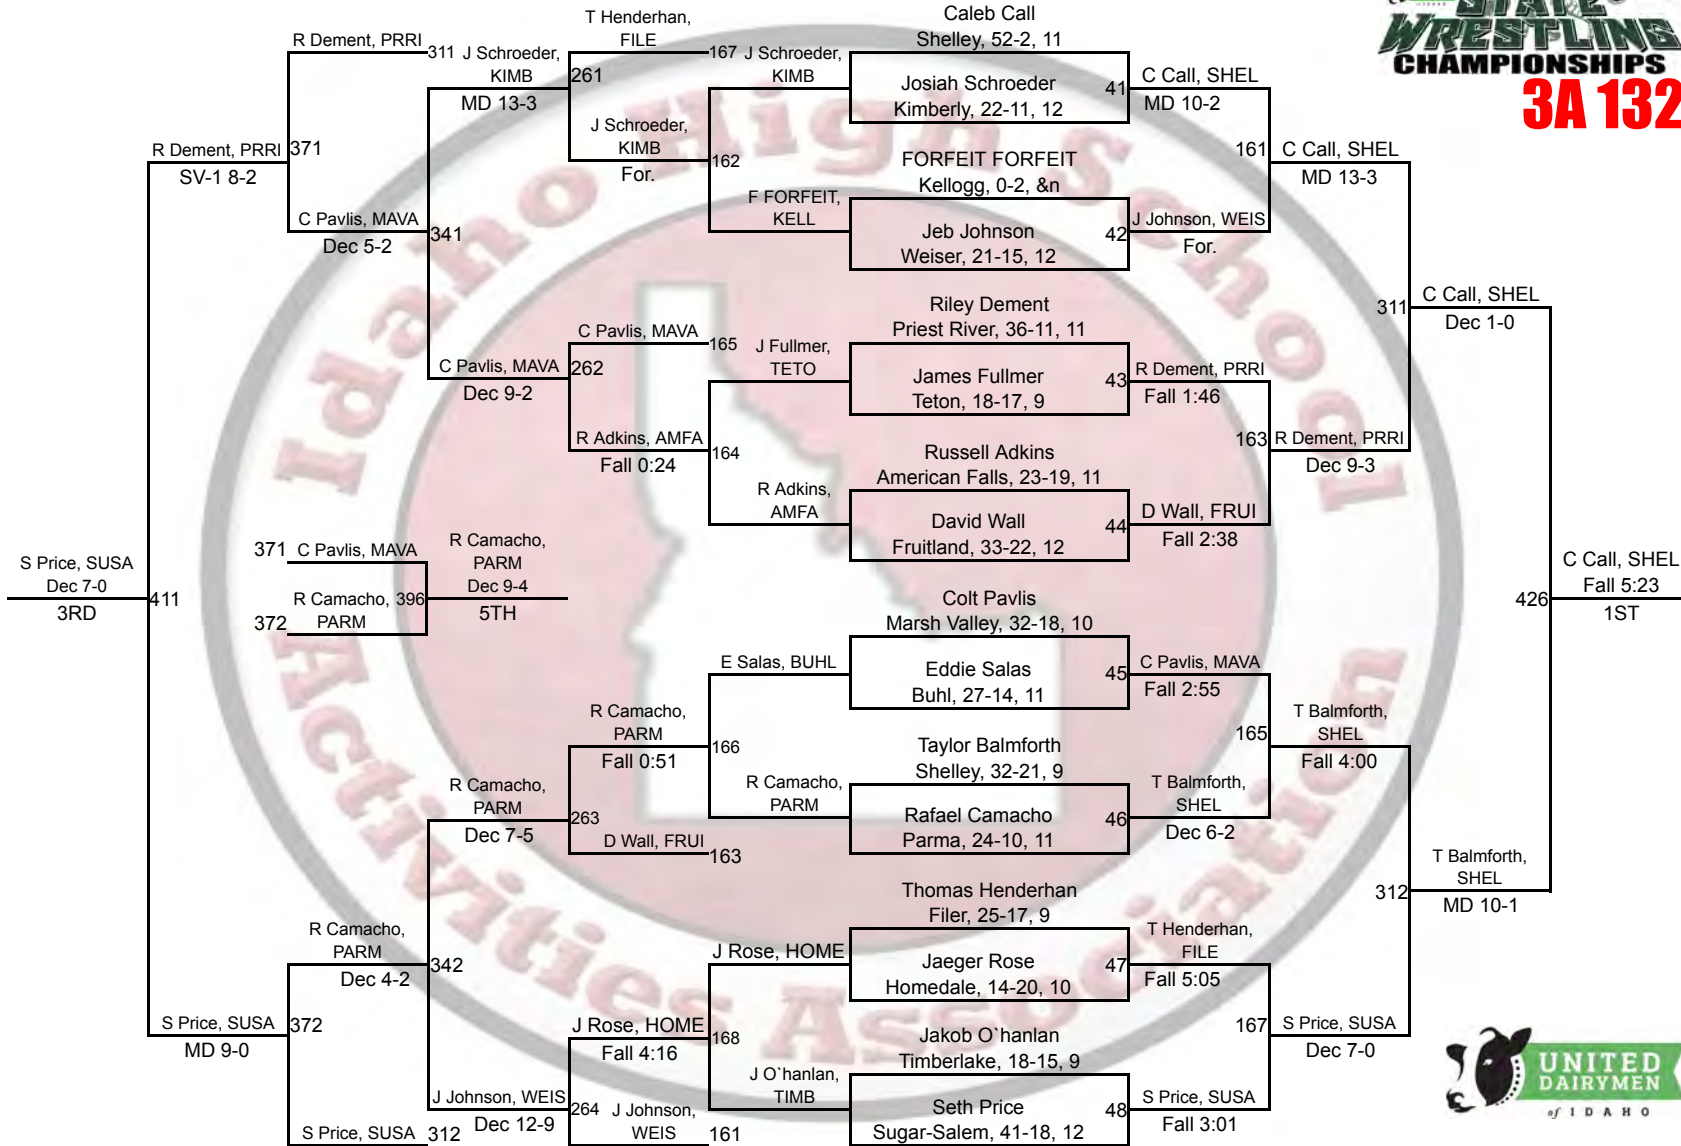 STATE
WRESTLING
CHAMPIONSHIPS
3A 132
Idaho High School
Activities Association
R Dement, PRRI
311
J Schroeder,
KIMB
MD 13-3
T Henderhan,
FILE
261
167
J Schroeder,
KIMB
For.
J Schroeder,
KIMB
162
F FORFEIT,
KELL
R Dement, PRRI
SV-1 8-2
371
C Pavlis, MAVA
Dec 5-2
341
C Pavlis, MAVA
Dec 9-2
262
C Pavlis, MAVA
165
R Adkins, AMFA
Fall 0:24
164
J Fullmer,
TETO
R Adkins,
AMFA
S Price, SUSA
Dec 7-0
3RD
411
371
C Pavlis, MAVA
372
R Camacho,
PARM
396
R Camacho,
PARM
Dec 9-4
5TH
E Salas, BUHL
R Camacho,
PARM
Fall 0:51
166
R Camacho,
PARM
R Camacho,
PARM
Dec 7-5
263
D Wall, FRUI
163
R Camacho,
PARM
Dec 4-2
342
S Price, SUSA
MD 9-0
372
J Rose, HOME
J Rose, HOME
Fall 4:16
168
J O`hanlan,
TIMB
J Johnson, WEIS
Dec 12-9
264
J Johnson,
WEIS
161
S Price, SUSA
312
Caleb Call
Shelley, 52-2, 11
Josiah Schroeder
Kimberly, 22-11, 12
41
FORFEIT FORFEIT
Kellogg, 0-2, &n
Jeb Johnson
Weiser, 21-15, 12
42
Riley Dement
Priest River, 36-11, 11
James Fullmer
Teton, 18-17, 9
43
Russell Adkins
American Falls, 23-19, 11
David Wall
Fruitland, 33-22, 12
44
Colt Pavlis
Marsh Valley, 32-18, 10
Eddie Salas
Buhl, 27-14, 11
45
Taylor Balmforth
Shelley, 32-21, 9
Rafael Camacho
Parma, 24-10, 11
46
Thomas Henderhan
Filer, 25-17, 9
Jaeger Rose
Homedale, 14-20, 10
47
Jakob O`hanlan
Timberlake, 18-15, 9
Seth Price
Sugar-Salem, 41-18, 12
48
C Call, SHEL
MD 10-2
161
J Johnson, WEIS
For.
C Call, SHEL
MD 13-3
R Dement, PRRI
Fall 1:46
163
D Wall, FRUI
Fall 2:38
R Dement, PRRI
Dec 9-3
311
C Call, SHEL
Dec 1-0
C Pavlis, MAVA
Fall 2:55
165
T Balmforth,
SHEL
Dec 6-2
T Balmforth,
SHEL
Fall 4:00
T Henderhan,
FILE
Fall 5:05
167
S Price, SUSA
Fall 3:01
S Price, SUSA
Dec 7-0
312
T Balmforth,
SHEL
MD 10-1
426
C Call, SHEL
Fall 5:23
1ST
UNITED
DAIRYMEN
of IDAHO